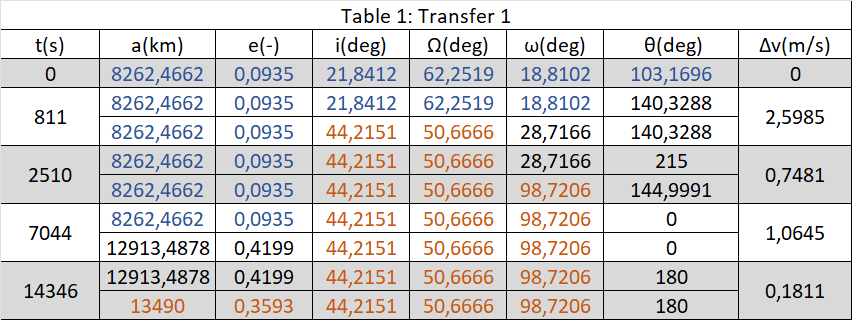 Table 1: Transfer 1
t(s) a(km) e(-) i(deg) Ω(deg) ω(deg) θ(deg) Δv(m/s)
0 8262,4662 0,0935 21,8412 62,2519 18,8102 103,1696 0
811 8262,4662 0,0935 21,8412 62,2519 18,8102 140,3288 2,5985
8262,4662 0,0935 44,2151 50,6666 28,7166 140,3288
2510 8262,4662 0,0935 44,2151 50,6666 28,7166 215 0,7481
8262,4662 0,0935 44,2151 50,6666 98,7206 144,9991
7044 8262,4662 0,0935 44,2151 50,6666 98,7206 0 1,0645
12913,4878 0,4199 44,2151 50,6666 98,7206 0
14346 12913,4878 0,4199 44,2151 50,6666 98,7206 180 0,1811
13490 0,3593 44,2151 50,6666 98,7206 180